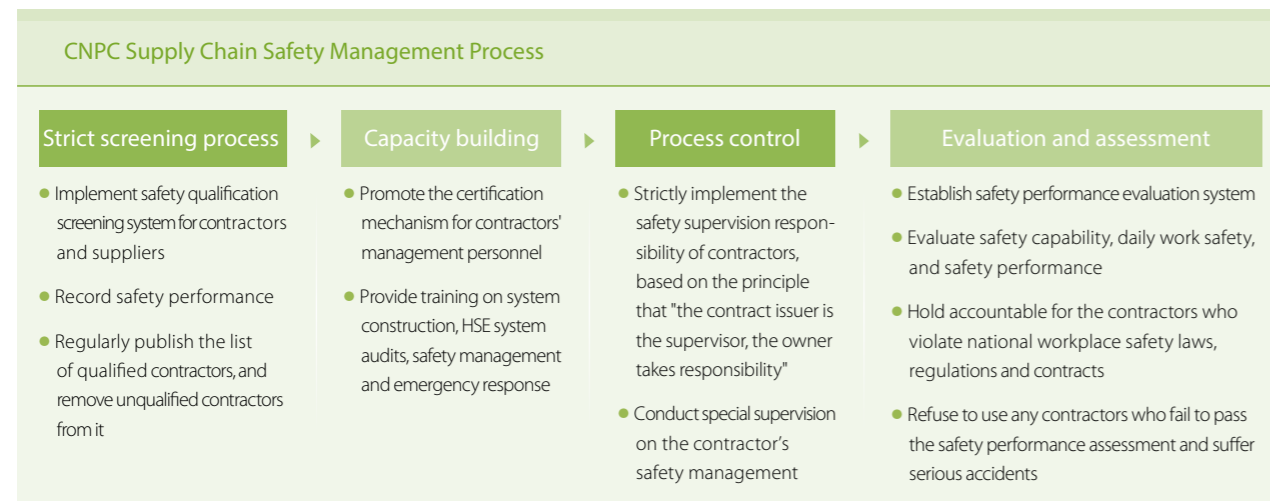 CNPC Supply Chain Safety Management Process
Strict screening process
● Implement safety qualification
screening system for contractors
and suppliers
● Record safety performance
● Regularly publish the list
of qualified contractors, and
remove unqualified contractors
from it
Capacity building
● Promote the certification
mechanism for contractors'
management personnel
● Provide training on system
construction, HSE system
audits, safety management
and emergency response
Process control
● Strictly implement the
safety supervision respon-
sibility of contractors,
based on the principle
that "the contract issuer is
the supervisor, the owner
takes responsibility"
● Conduct special supervision
on the contractor's
safety management
Evaluation and assessment
● Establish safety performance evaluation system
● Evaluate safety capability, daily work safety,
and safety performance
● Hold accountable for the contractors who
violate national workplace safety laws,
regulations and contracts
● Refuse to use any contractors who fail to pass
the safety performance assessment and suffer
serious accidents